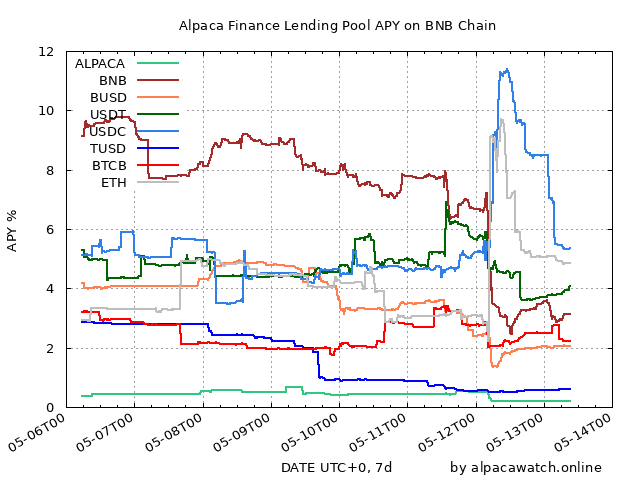 Alpaca Finance Lending Pool APY on BNB Chain
12
10
8
6
4
2
0
APY %
ALPACA
BNB
BUSD
USDT
USDC
TUSD
BTCB
ETH
05-06T00
05-07T00
05-08T00
05-09T00
05-10T00
05-11T00
05-12T00
05-13T00
05-14T00
DATE UTC+0, 7d
by alpacawatch.online